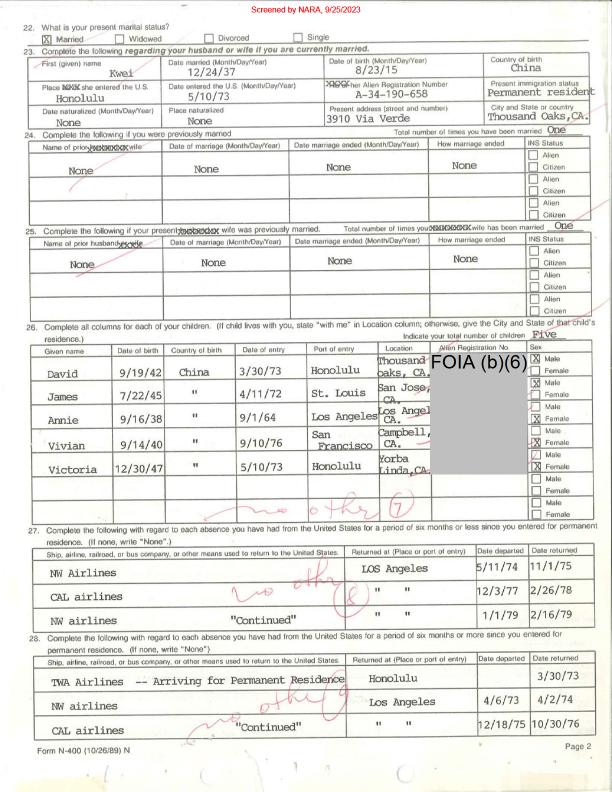 Screened by NARA, 9/25/2023
22. What is your present marital status?
X Married Widowed Divorced Single
23. Complete the following regarding your husband or wife if you are currently married.
First (given) name Date married (Month/Day/Year) Date of birth (Month/Day/Year) Country of birth
Kwei 12/24/37 8/23/15 China
Place she entered the U.S. Date entered the U.S. (Month/Day/Year) her Alien Registration Number Present immigration status
Honolulu 5/10/73 A-34-190-658 Permanent resident
Date naturalized (Month/Day/Year) Place naturalized Present address (street and number) City and State or country
None None 3910 Via Verde Thousand Oaks, CA.
24. Complete the following if you were previously married Total number of times you have been married One
Name of prior wife Date of marriage (Month/Day/Year) Date marriage ended (Month/Day/Year) How marriage ended INS Status
None None None None
Alien
Citizen
Alien
Citizen
Alien
Citizen
25. Complete the following if your present wife was previously married. Total number of times your wife has been married One
Name of prior husband Date of marriage (Month/Day/Year) Date marriage ended (Month/Day/Year) How marriage ended INS Status
None None None None
Alien
Citizen
Alien
Citizen
Alien
Citizen
26. Complete all columns for each of your children. (If child lives with you, state "with me" in Location column; otherwise, give the City and State of that child's
residence.) Indicate your total number of children Five
Given name Date of birth Country of birth Date of entry Port of entry Location Alien Registration No. Sex
FOIA (b)(6)
David 9/19/42 China 3/30/73 Honolulu Thousand oaks, CA. X Male Female
James 7/22/45 " 4/11/72 St. Louis San Jose, CA. X Male Female
Annie 9/16/38 " 9/1/64 Los Angeles Los Angel CA. Male X Female
Vivian 9/14/40 " 9/10/76 San Francisco Campbell, CA. Male X Female
Victoria 12/30/47 " 5/10/73 Honolulu Yorba Linda, CA. Male X Female
Male
Female
Male
Female
no other 7
27. Complete the following with regard to each absence you have had from the United States for a period of six months or less since you entered for permanent
residence. (If none, write "None".)
Ship, airline, railroad, or bus company, or other means used to return to the United States. Returned at (Place or port of entry) Date departed Date returned
NW Airlines LOS Angeles 5/11/74 11/1/75
CAL airlines " " 12/3/77 2/26/78
no other 8
NW airlines "Continued" " " 1/1/79 2/16/79
28. Complete the following with regard to each absence you have had from the United States for a period of six months or more since you entered for
permanent residence. (If none, write "None")
Ship, airline, railroad, or bus company, or other means used to return to the United States. Returned at (Place or port of entry) Date departed Date returned
TWA Airlines -- Arriving for Permanent Residence Honolulu 3/30/73
NW airlines Los Angeles 4/6/73 4/2/74
no other 9
CAL airlines "Continued" " " 12/18/75 10/30/76
Form N-400 (10/26/89) N Page 2